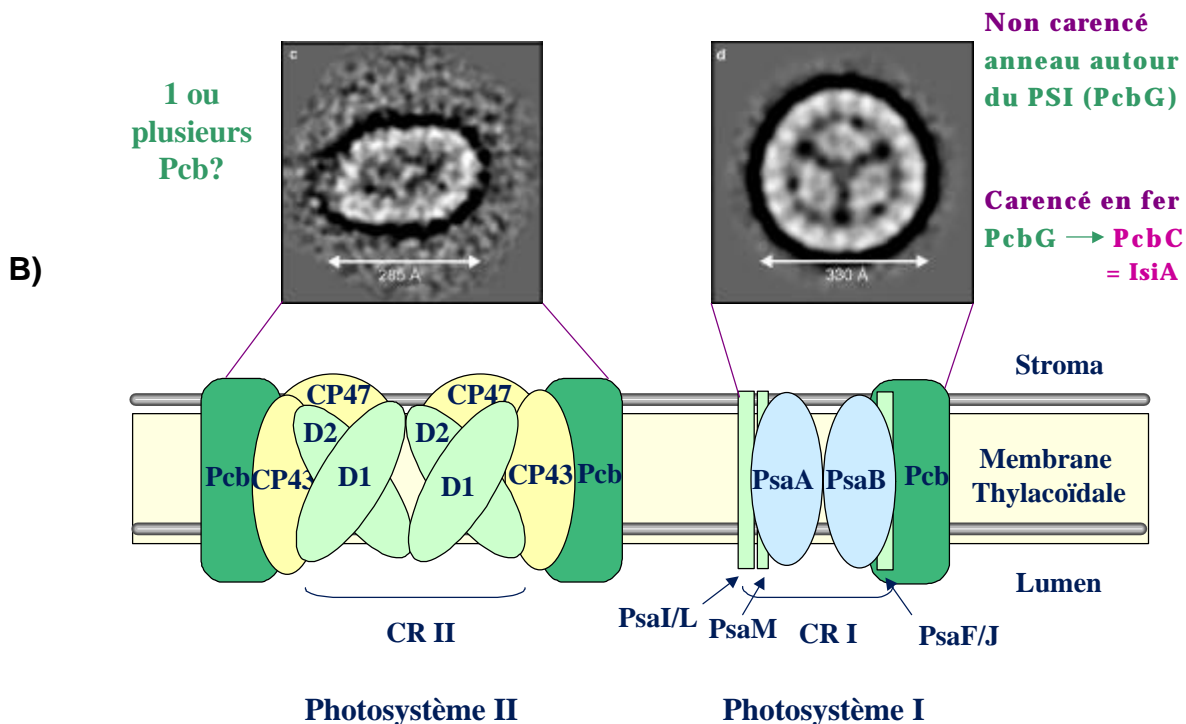 B)
1 ou
plusieurs
Pcb?
c
285 Å
d
330 Å
Non carencé
anneau autour
du PSI (PcbG)
Carencé en fer
PcbG → PcbC
= IsiA
Stroma
CP47
CP47
D2
D2
Pcb
CP43
D1
D1
CP43
Pcb
PsaA
PsaB
Pcb
Membrane
Thylacoïdale
Lumen
CR II
PsaI/L
PsaM
CR I
PsaF/J
Photosystème II
Photosystème I